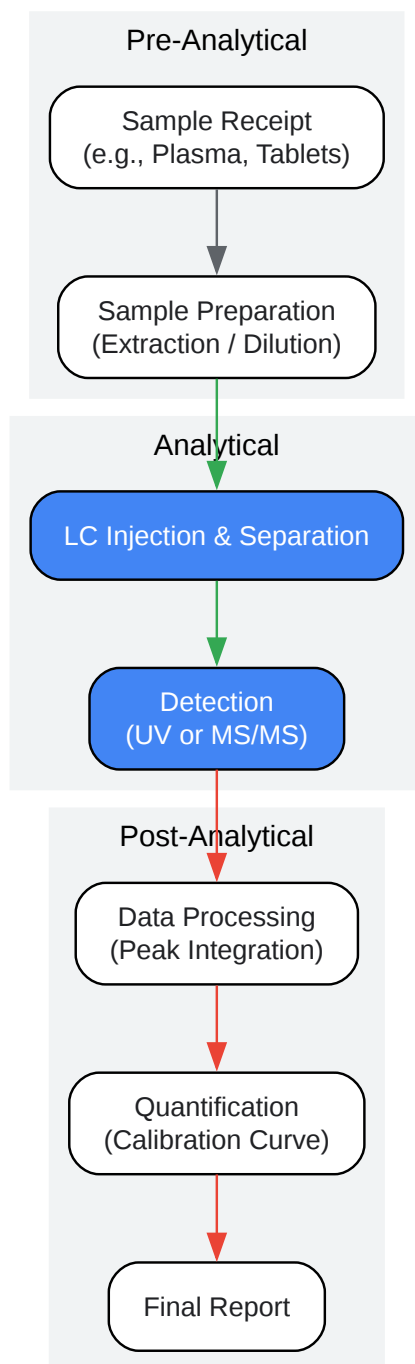 Pre-Analytical
Sample Receipt
(e.g., Plasma, Tablets)
Sample Preparation
(Extraction / Dilution)
Analytical
LC Injection & Separation
Detection
(UV or MS/MS)
Post-Analytical
Data Processing
(Peak Integration)
Quantification
(Calibration Curve)
Final Report